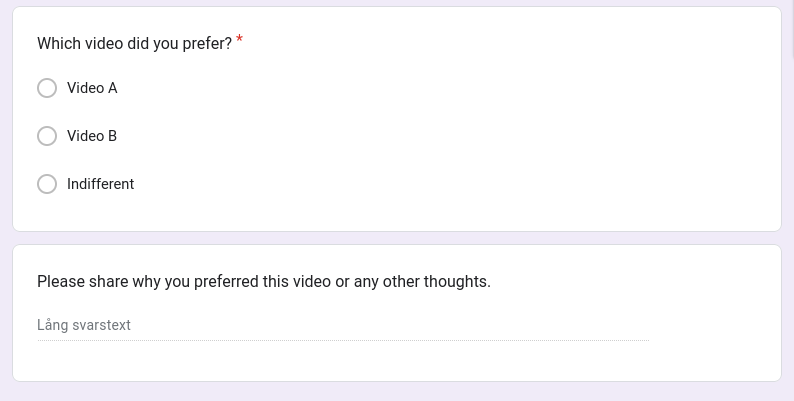 Which video did you prefer? *
Video A
Video B
Indifferent
Please share why you preferred this video or any other thoughts.
Lång svarstext